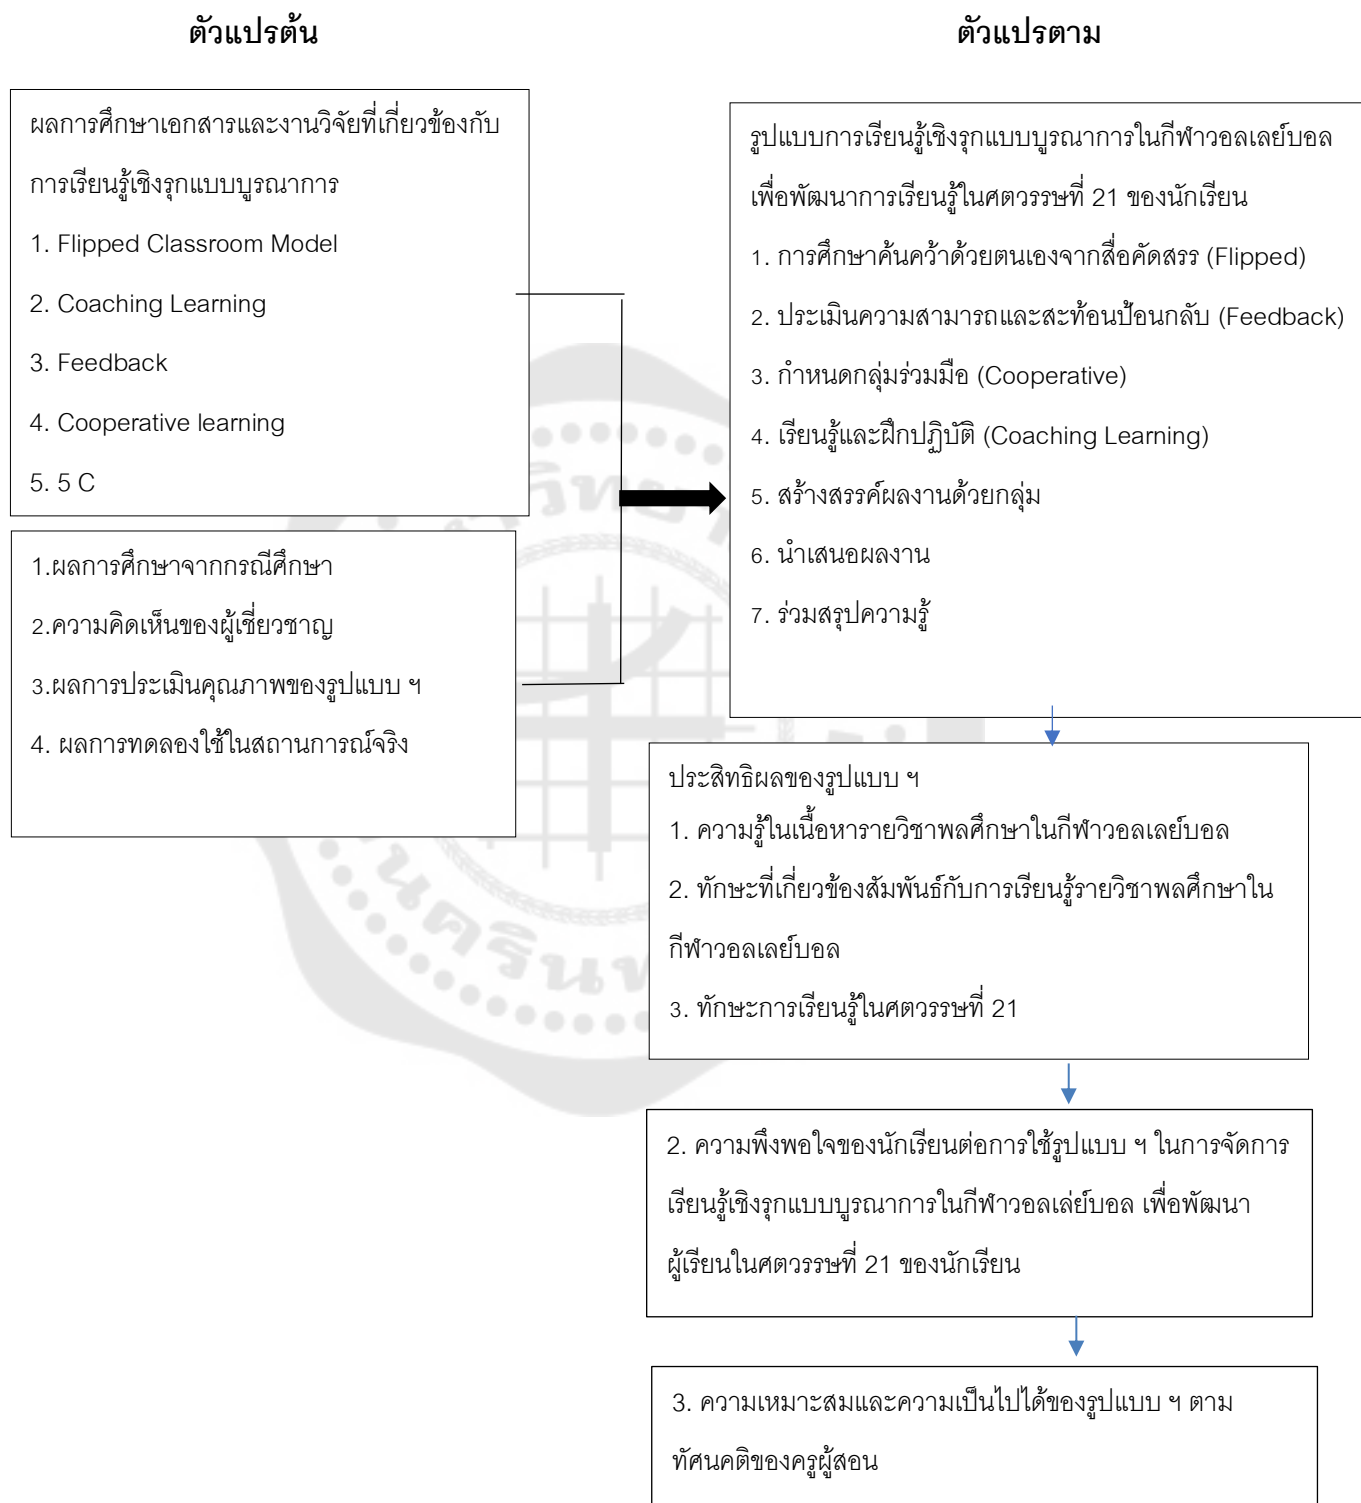 ตัวแปรต้น
ตัวแปรตาม
ผลการศึกษาเอกสารและงานวิจัยที่เกี่ยวข้องกับ
การเรียนรู้เชิงรุกแบบบูรณาการ
1. Flipped Classroom Model
2. Coaching Learning
3. Feedback
4. Cooperative learning
5. 5 C
1.ผลการศึกษาจากกรณีศึกษา
2.ความคิดเห็นของผู้เชี่ยวชาญ
3.ผลการประเมินคุณภาพของรูปแบบ ฯ
4. ผลการทดลองใช้ในสถานการณ์จริง
รูปแบบการเรียนรู้เชิงรุกแบบบูรณาการในกีฬาวอลเลย์บอล
เพื่อพัฒนาการเรียนรู้ในศตวรรษที่ 21 ของนักเรียน
1. การศึกษาค้นคว้าด้วยตนเองจากสื่อคัดสรร (Flipped)
2. ประเมินความสามารถและสะท้อนป้อนกลับ (Feedback)
3. กำหนดกลุ่มร่วมมือ (Cooperative)
4. เรียนรู้และฝึกปฏิบัติ (Coaching Learning)
5. สร้างสรรค์ผลงานด้วยกลุ่ม
6. นำเสนอผลงาน
7. ร่วมสรุปความรู้
ประสิทธิผลของรูปแบบ ฯ
1. ความรู้ในเนื้อหารายวิชาพลศึกษาในกีฬาวอลเลย์บอล
2. ทักษะที่เกี่ยวข้องสัมพันธ์กับการเรียนรู้รายวิชาพลศึกษาใน
กีฬาวอลเลย์บอล
3. ทักษะการเรียนรู้ในศตวรรษที่ 21
2. ความพึงพอใจของนักเรียนต่อการใช้รูปแบบ ฯ ในการจัดการ
เรียนรู้เชิงรุกแบบบูรณาการในกีฬาวอลเล่ย์บอล เพื่อพัฒนา
ผู้เรียนในศตวรรษที่ 21 ของนักเรียน
3. ความเหมาะสมและความเป็นไปได้ของรูปแบบ ฯ ตาม
ทัศนคติของครูผู้สอน